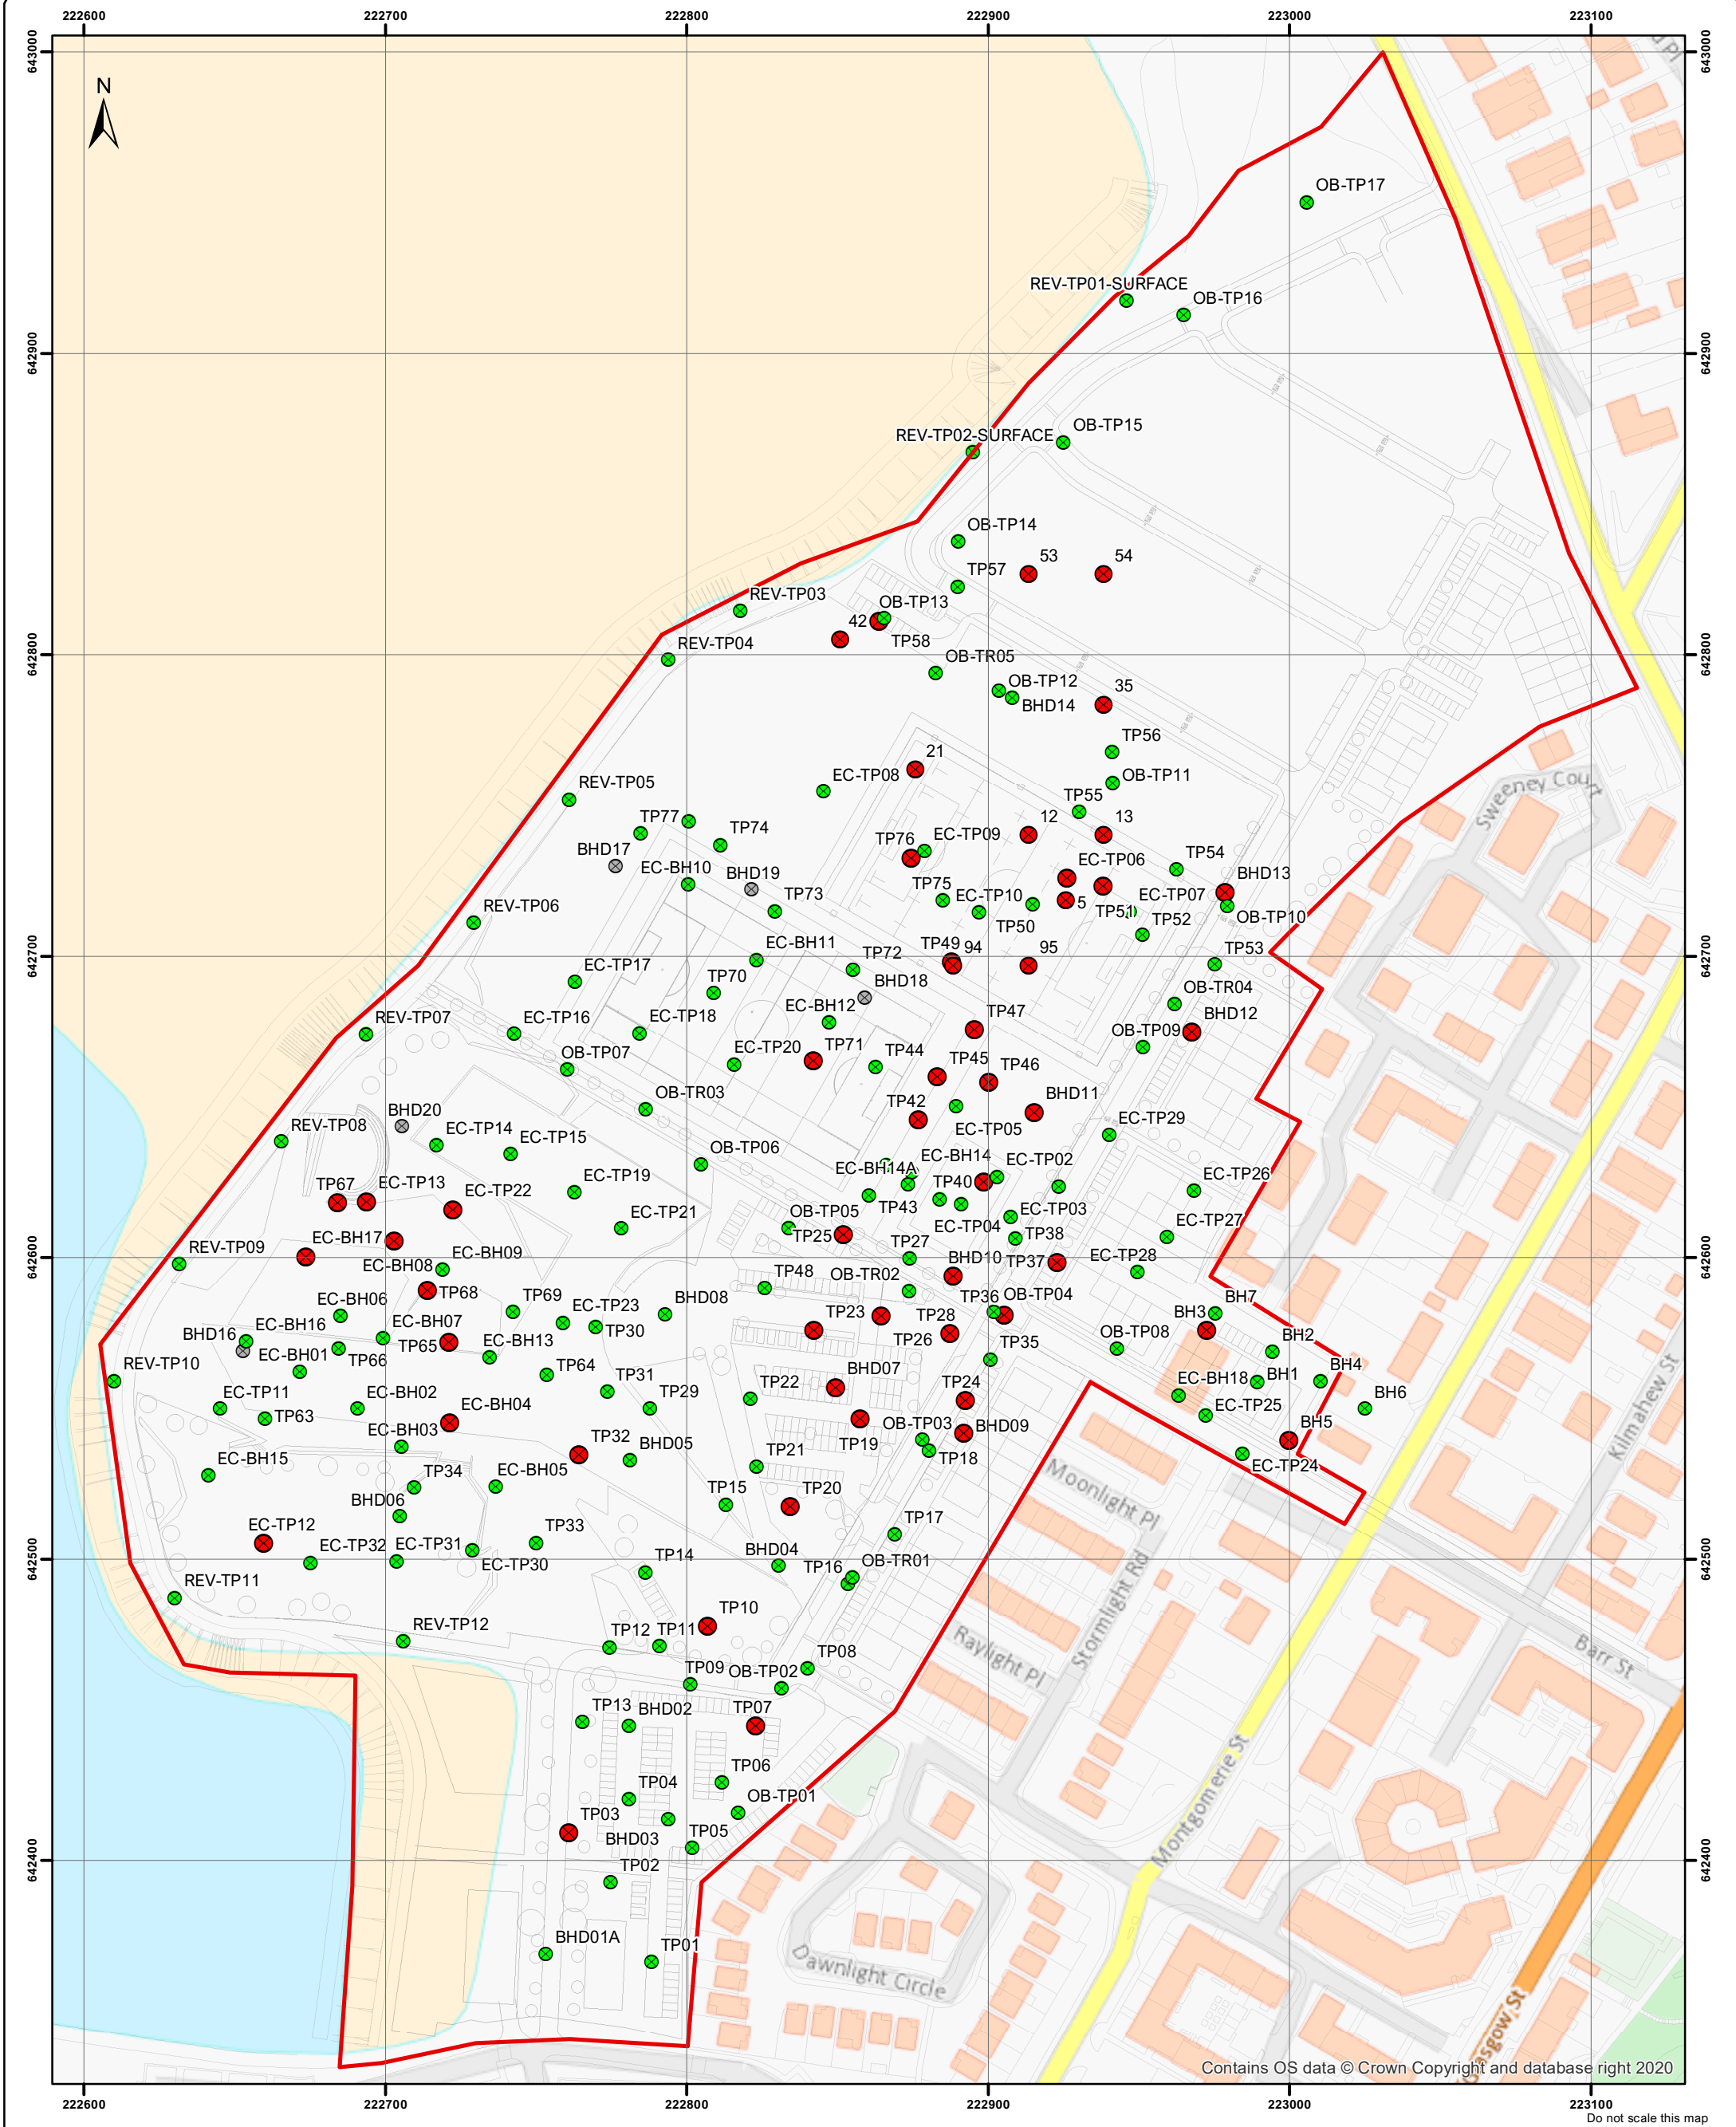 222600 222700 222800 222900 223000 223100
643000 643000
N
OB-TP17
REV-TP01-SURFACE
OB-TP16
642900 642900
OB-TP15
REV-TP02-SURFACE
OB-TP14
53 54
TP57
REV-TP03
OB-TP13
42
TP58
642800 642800
REV-TP04
OB-TR05
OB-TP12
35
BHD14
TP56
21
EC-TP08
REV-TP05
OB-TP11
Sweeney Court
TP55
TP77
12 13
TP74
TP76
EC-TP09
BHD17
EC-TP06
TP54
EC-BH10
BHD19
BHD13
TP75
EC-TP10
EC-TP07
5
TP51
TP73
REV-TP06
OB-TP10
TP52
TP50
642700 642700
EC-BH11
TP49
94 95
TP53
TP72
EC-TP17
TP70
BHD18
OB-TR04
EC-BH12
REV-TP07
EC-TP16
EC-TP18
TP47
BHD12
OB-TP09
OB-TP07
EC-TP20
TP71
TP44
TP45
TP46
OB-TR03
TP42
BHD11
BHD20
REV-TP08
EC-TP14
EC-TP15
EC-TP05
EC-TP29
OB-TP06
EC-BH14
EC-BH14A
EC-TP02
TP67
EC-TP13
EC-TP22
EC-TP19
TP40
EC-TP26
TP43
EC-TP21
OB-TP05
EC-TP03
EC-TP04
TP25
TP38
EC-TP27
642600 642600
EC-BH17
REV-TP09
EC-BH09
EC-BH08
TP27
BHD10
TP37
EC-TP28
OB-TR02
TP48
TP68
TP36
OB-TP04
BH7
EC-BH06
TP69
EC-TP23
BHD08
TP23
TP28
BH3
EC-BH16
EC-BH07
TP30
TP26
BH2
BHD16
TP65
EC-BH13
TP35
OB-TP08
EC-BH01
TP66
BH4
REV-TP10
TP64
TP31
BHD07
EC-BH18
BH1
TP22
TP24
BH6
EC-TP11
EC-BH02
EC-BH04
TP29
EC-TP25
TP63
BH5
EC-BH03
OB-TP03
BHD09
TP32
TP19
BHD05
TP18
EC-TP24
TP21
EC-BH15
Kilmahew St
Moonlight Pl
TP34
EC-BH05
TP15
TP20
BHD06
TP17
EC-TP12
EC-TP32
EC-TP31
TP33
642500 642500
EC-TP30
TP14
BHD04
TP16
OB-TR01
REV-TP11
Stormlight Rd
TP10
REV-TP12
TP12
TP11
Raylight Pl
Barr St
TP08
TP09
OB-TP02
TP13
BHD02
TP07
Montgomerie St
TP06
TP04
OB-TP01
TP03
BHD03
TP05
642400 642400
TP02
BHD01A
TP01
Dawnlight Circle
Contains OS data © Crown Copyright and database right 2020
222600 222700 222800 222900 223000 223100
Do not scale this map